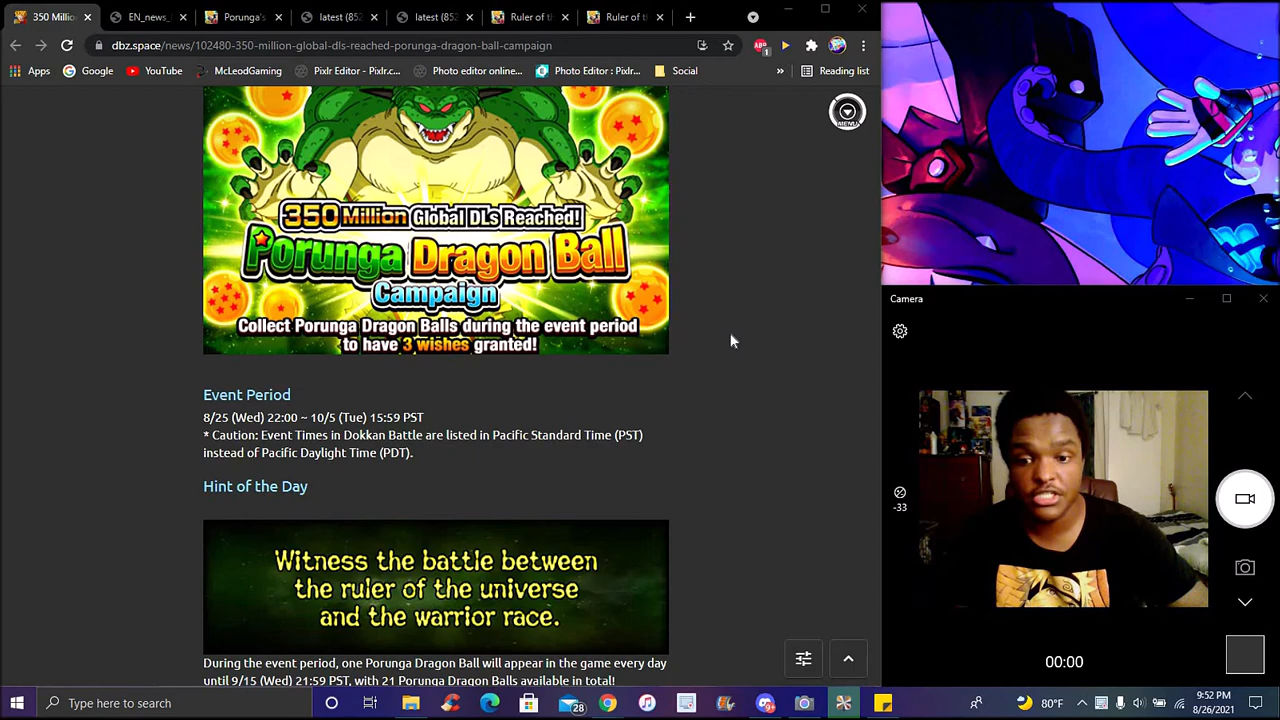 350 Millio
EN_news_
Porunga's
latest (852
latest (852
Ruler of th
Ruler of th
dbz.space/news/102480-350-million-global-dls-reached-porunga-dragon-ball-campaign
1
Apps
Google
YouTube
McLeodGaming
Pixlr Editor - Pixlr.c...
Photo editor online...
Photo Editor : Pixlr...
Social
»
Reading list
MENU
350 Million Global DLs Reached!
Porunga Dragon Ball
Campaign
Collect Porunga Dragon Balls during the event period
to have 3 wishes granted!
Event Period
8/25 (Wed) 22:00 ~ 10/5 (Tue) 15:59 PST
* Caution: Event Times in Dokkan Battle are listed in Pacific Standard Time (PST)
instead of Pacific Daylight Time (PDT).
Hint of the Day
Witness the battle between
the ruler of the universe
and the warrior race.
During the event period, one Porunga Dragon Ball will appear in the game every day
until 9/15 (Wed) 21:59 PST, with 21 Porunga Dragon Balls available in total!
Camera
-33
00:00
Type here to search
28
80°F
9:52 PM
8/26/2021